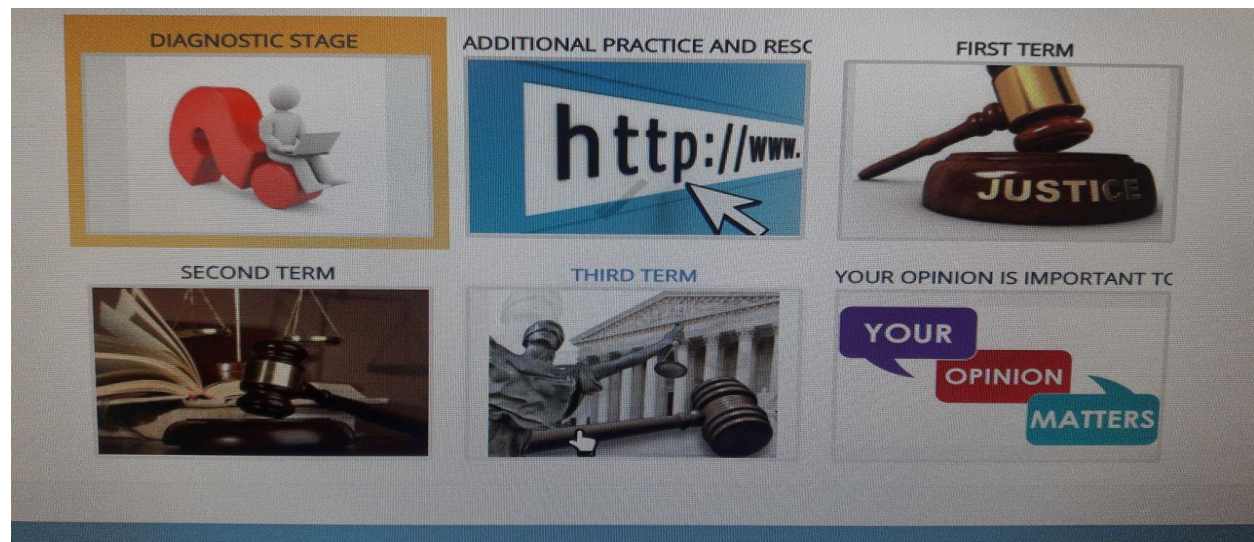 DIAGNOSTIC STAGE
ADDITIONAL PRACTICE AND RESC
FIRST TERM
http://www.
JUSTICE
SECOND TERM
THIRD TERM
YOUR OPINION IS IMPORTANT TC
YOUR
OPINION
MATTERS